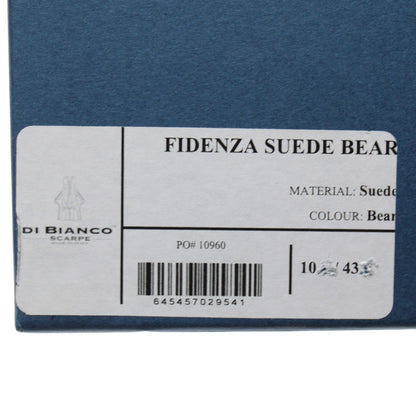 FIDENZA SUEDE BEAR
MATERIAL: Suede
COLOUR: Bear
DI BIANCO
SCARPE
PO# 10960
10 / 43
645457029541